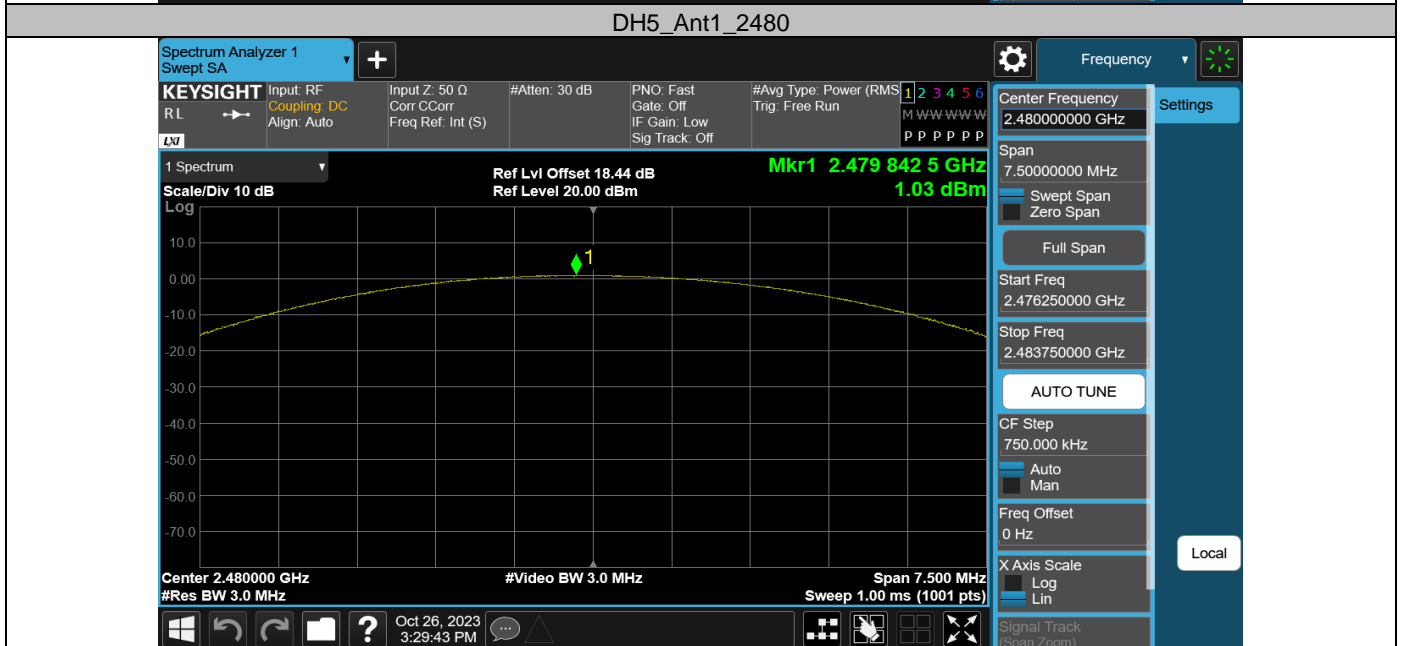 DH5_Ant1_2480
Spectrum Analyzer 1
Swept SA
Frequency
KEYSIGHT
RL
LXI
Input: RF
Coupling: DC
Align: Auto
Input Z: 50 Ω
Corr CCorr
Freq Ref: Int (S)
#Atten: 30 dB
PNO: Fast
Gate: Off
IF Gain: Low
Sig Track: Off
#Avg Type: Power (RMS
Trig: Free Run
1 2 3 4 5 6
M W W W W W
P P P P P P
1 Spectrum
Scale/Div 10 dB
Log
Ref Lvl Offset 18.44 dB
Ref Level 20.00 dBm
Mkr1 2.479 842 5 GHz
1.03 dBm
1
10.0
0.00
-10.0
-20.0
-30.0
-40.0
-50.0
-60.0
-70.0
Center 2.480000 GHz
#Res BW 3.0 MHz
#Video BW 3.0 MHz
Span 7.500 MHz
Sweep 1.00 ms (1001 pts)
Oct 26, 2023
3:29:43 PM
Center Frequency
2.480000000 GHz
Span
7.50000000 MHz
Swept Span
Zero Span
Full Span
Start Freq
2.476250000 GHz
Stop Freq
2.483750000 GHz
AUTO TUNE
CF Step
750.000 kHz
Auto
Man
Freq Offset
0 Hz
X Axis Scale
Log
Lin
Signal Track
(Span Zoom)
Settings
Local